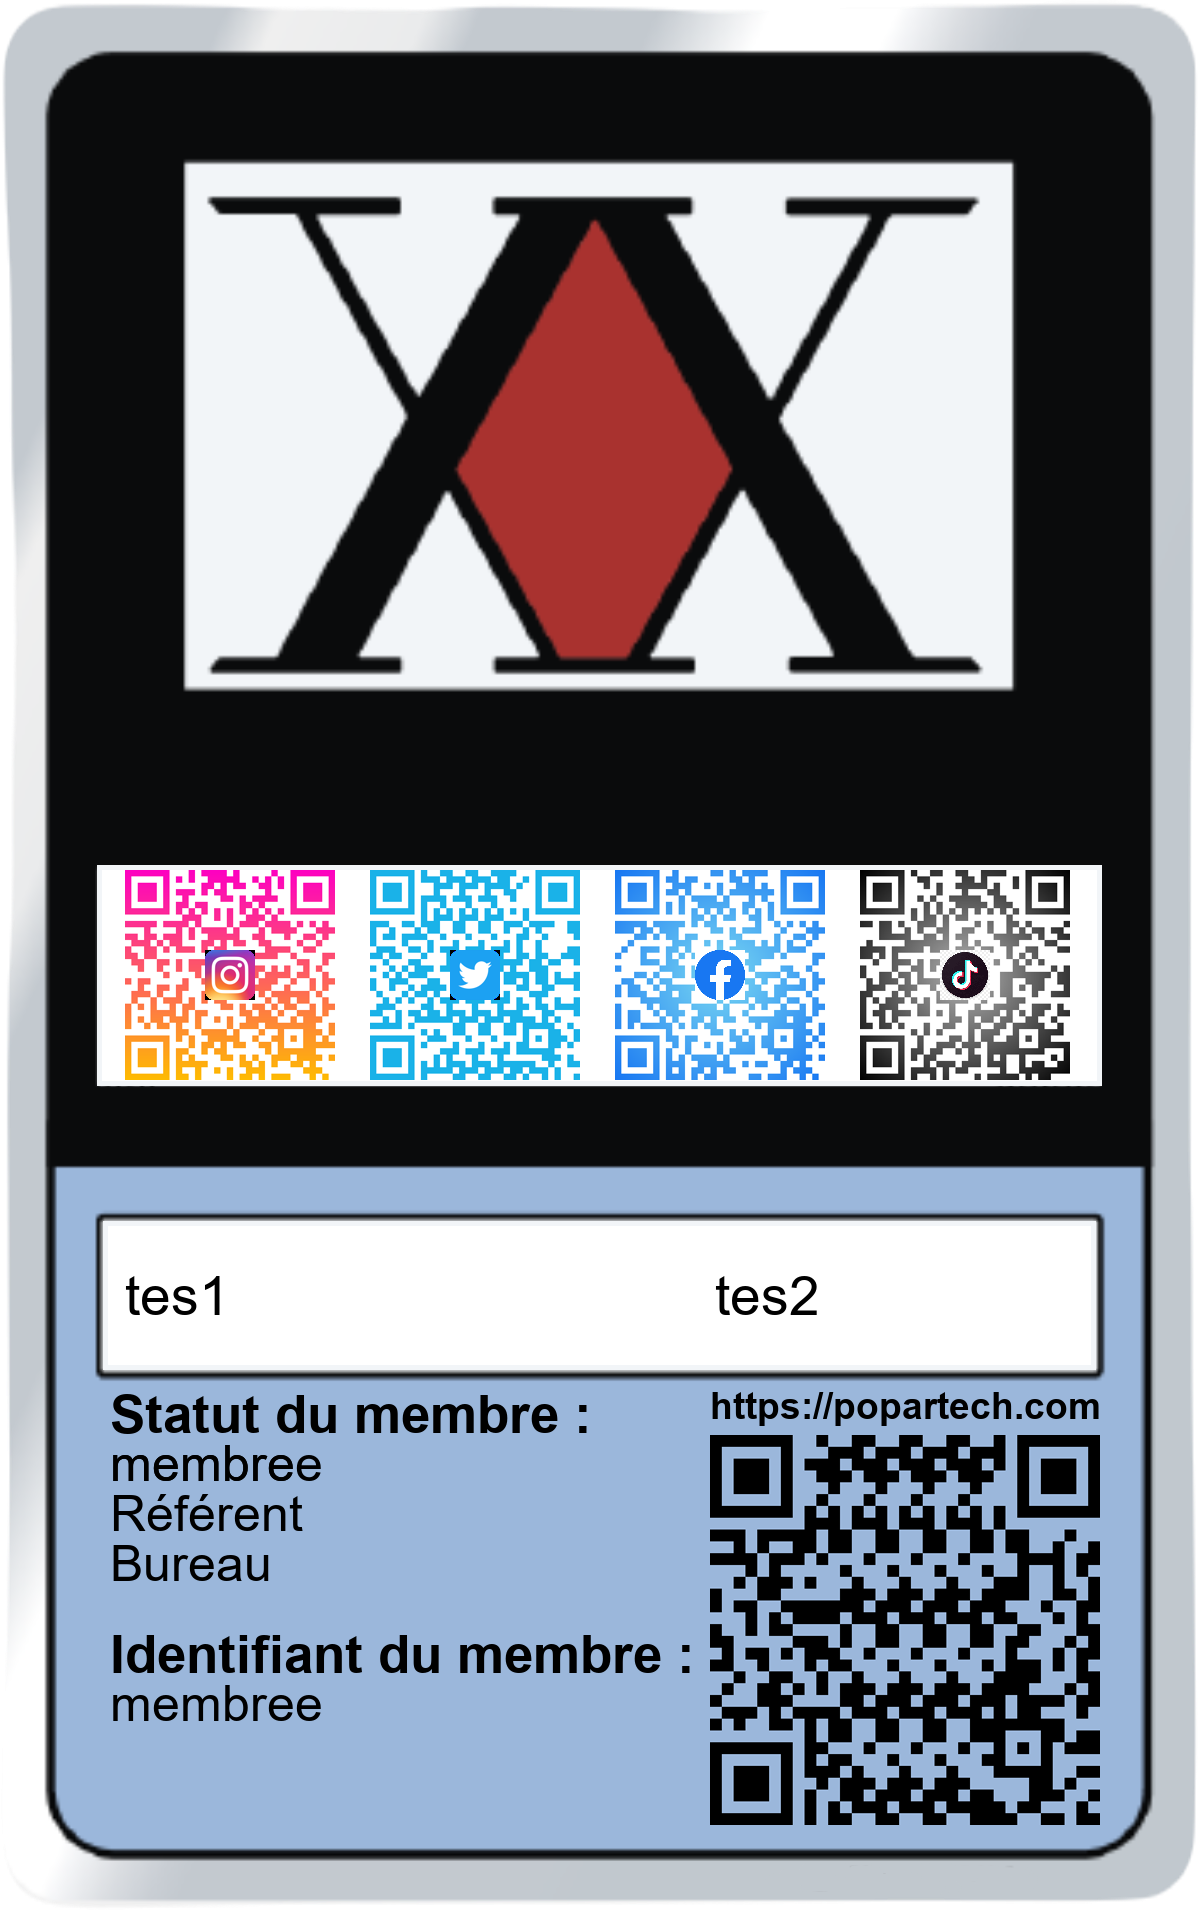 tes1 tes2
Statut du membre :
membree
Référent
Bureau
Identifiant du membre :
membree
https://popartech.com